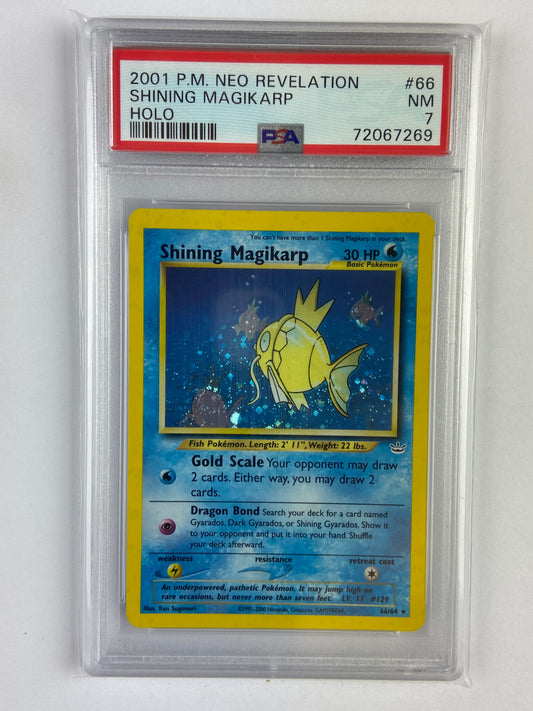 2001 P.M. NEO REVELATION #66
SHINING MAGIKARP NM
HOLO 7
PSA 72067269
You can't have more than 1 Shining Magikarp in your deck.
Shining Magikarp 30 HP
Basic Pokémon
Fish Pokémon. Length: 2' 11", Weight: 22 lbs.
Gold Scale Your opponent may draw
2 cards. Either way, you may draw 2
cards.
Dragon Bond Search your deck for a card named
Gyarados, Dark Gyarados, or Shining Gyarados. Show it
to your opponent and put it into your hand. Shuffle
your deck afterward.
weakness resistance retreat cost
An underpowered, pathetic Pokémon. It may jump high on
rare occasions, but never more than seven feet. LV. 11 #129
Illus. Ken Sugimori ©1995-2000 Nintendo, Creatures, GAMEFREAK. 66/64 ★